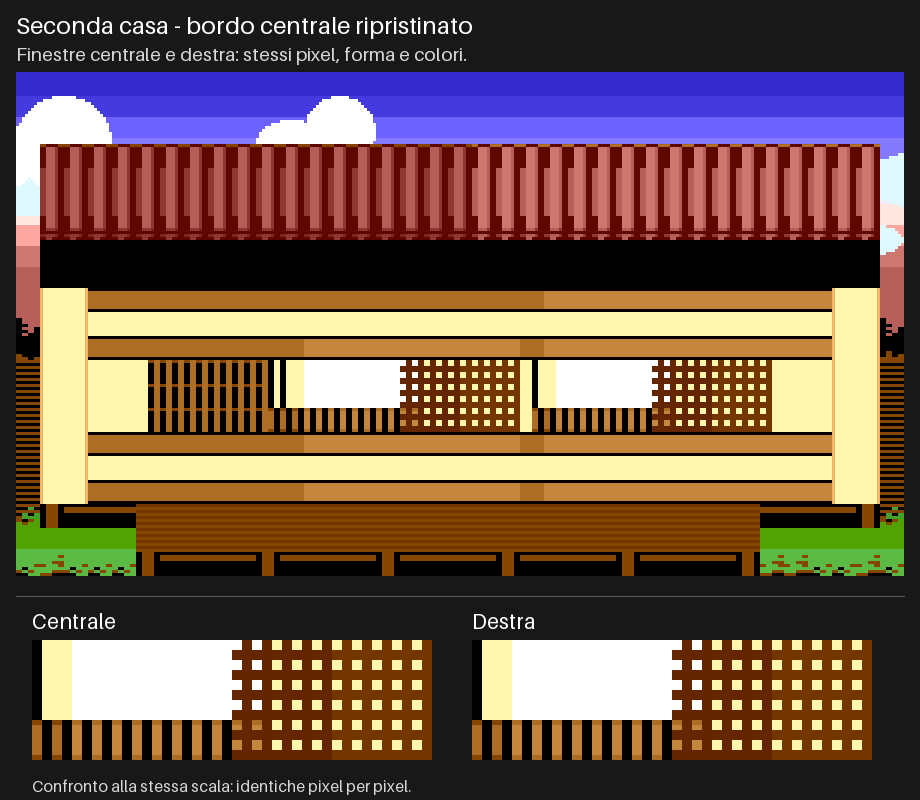 Seconda casa - bordo centrale ripristinato
Finestre centrale e destra: stessi pixel, forma e colori.
Centrale
Destra
Confronto alla stessa scala: identiche pixel per pixel.